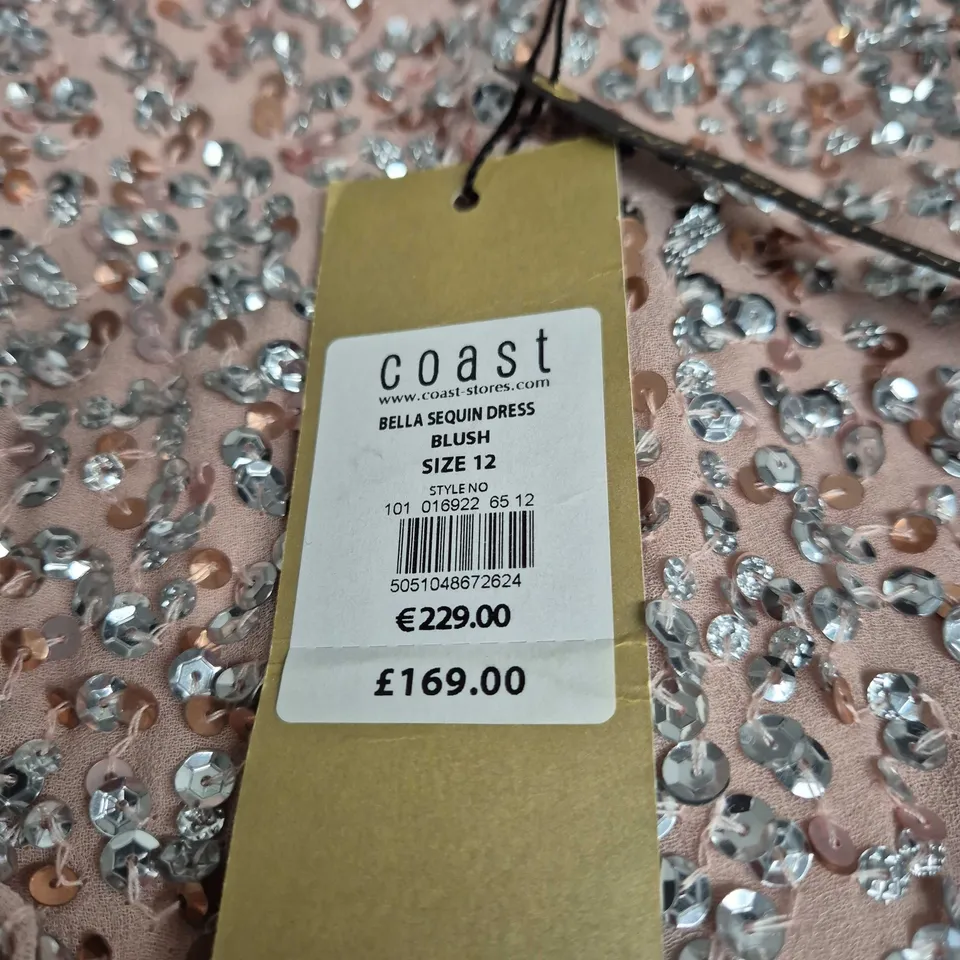 coast
www.coast-stores.com
BELLA SEQUIN DRESS
BLUSH
SIZE 12
STYLE NO
101 016922 65 12
5051048672624
€229.00
£169.00